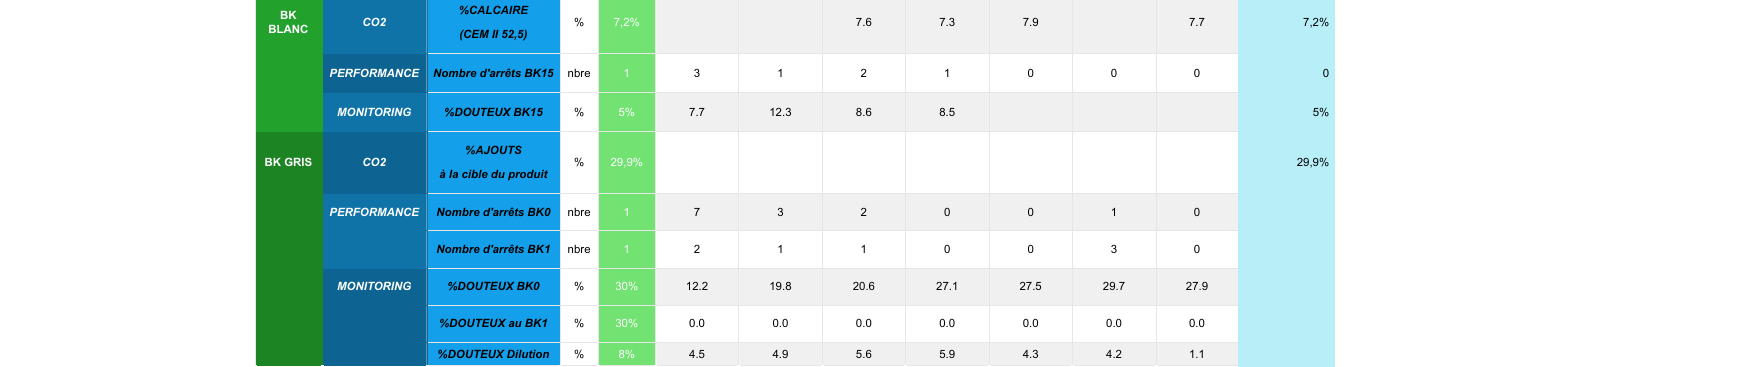 BK BLANC CO2 %CALCAIRE (CEM II 52,5) % 7,2% 7.6 7.3 7.9 7.7 7,2%
PERFORMANCE Nombre d'arrêts BK15 nbre 1 3 1 2 1 0 0 0 0
MONITORING %DOUTEUX BK15 % 5% 7.7 12.3 8.6 8.5 5%
BK GRIS CO2 %AJOUTS à la cible du produit % 29,9% 29,9%
PERFORMANCE Nombre d'arrêts BK0 nbre 1 7 3 2 0 0 1 0
Nombre d'arrêts BK1 nbre 1 2 1 1 0 0 3 0
MONITORING %DOUTEUX BK0 % 30% 12.2 19.8 20.6 27.1 27.5 29.7 27.9
%DOUTEUX au BK1 % 30% 0.0 0.0 0.0 0.0 0.0 0.0 0.0
%DOUTEUX Dilution % 8% 4.5 4.9 5.6 5.9 4.3 4.2 1.1